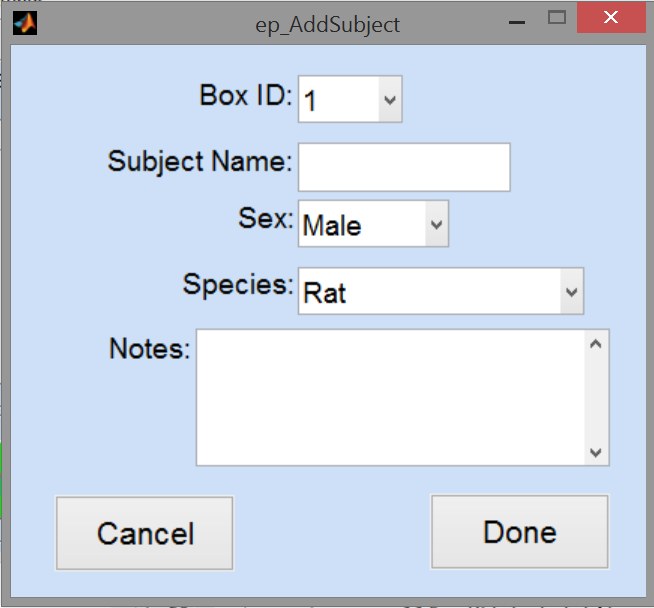 ep_AddSubject
Box ID: 1
Subject Name:
Sex: Male
Species: Rat
Notes:
Cancel Done